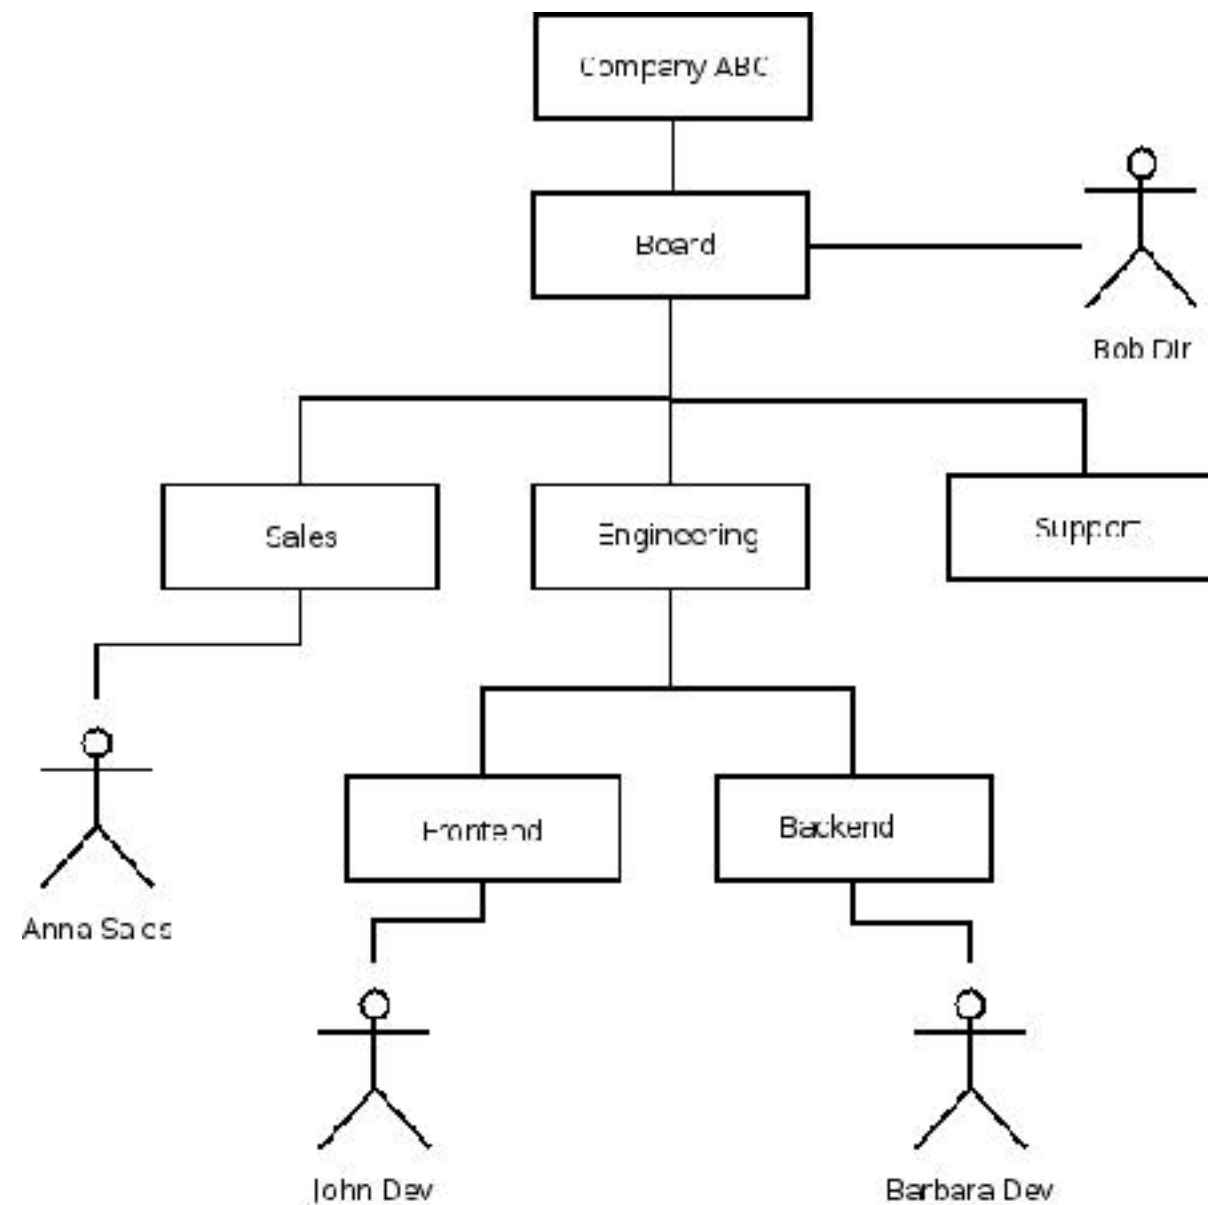 Company ABC
Board
Bob Dir
Sales
Engineering
Support
Frontend
Backend
Anna Sales
John Dev
Barbara Dev